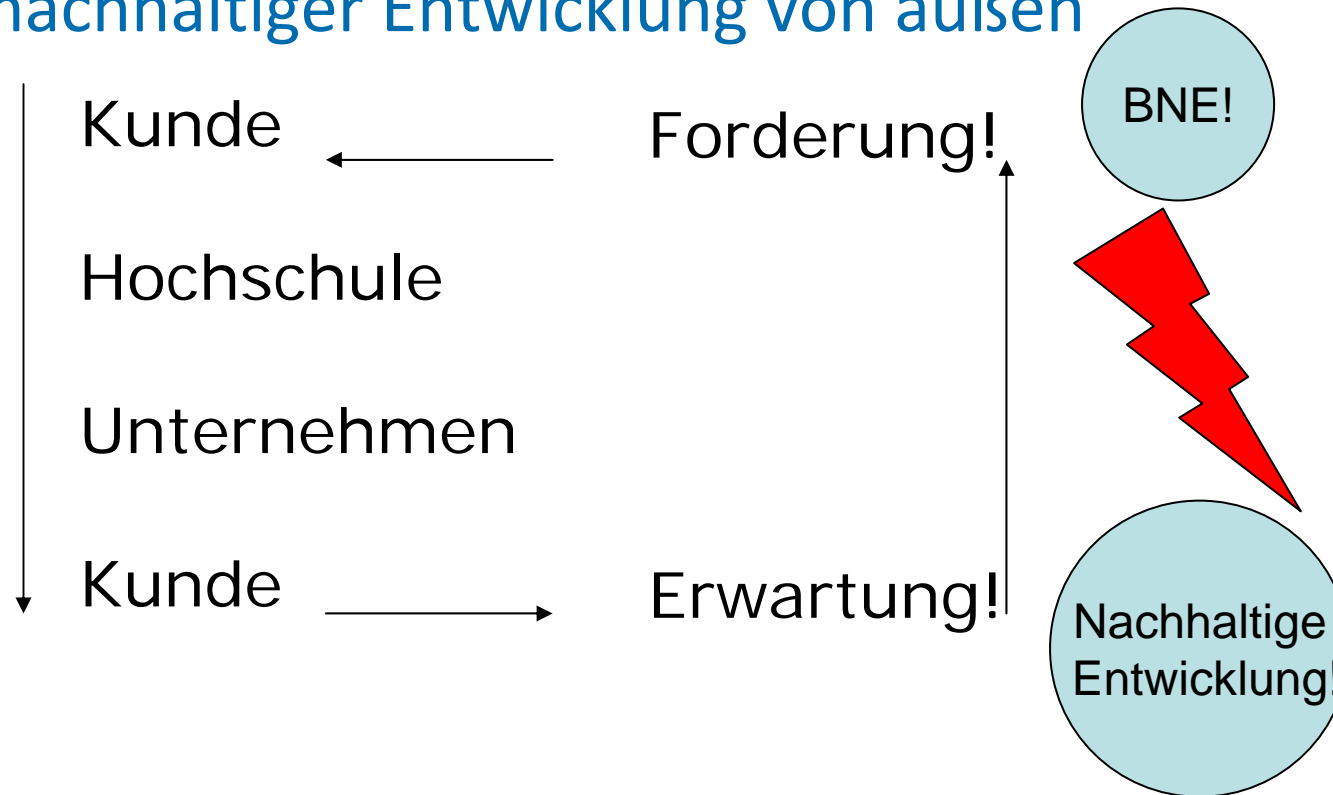 nachhaltiger Entwicklung von außen
Kunde
Forderung!
BNE!
Hochschule
Unternehmen
Kunde
Erwartung!
Nachhaltige
Entwicklung!